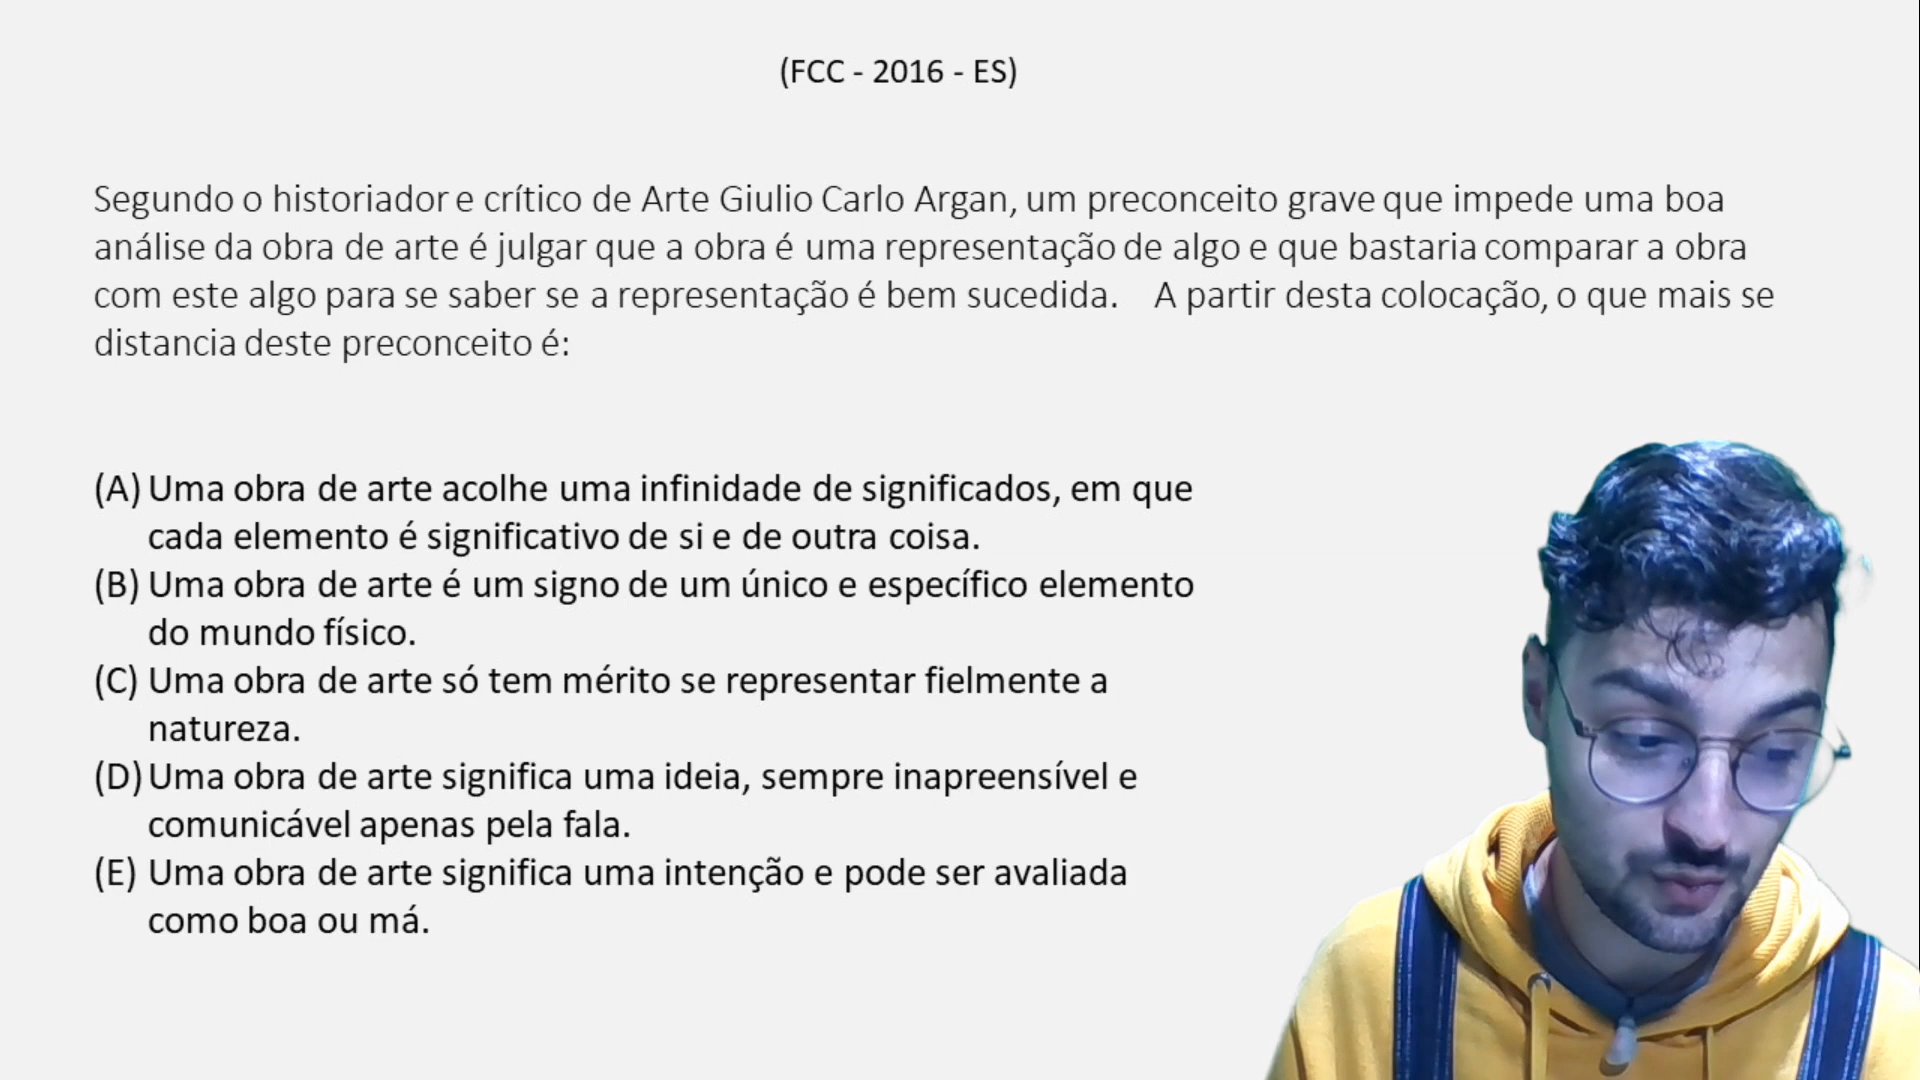 (FCC - 2016 - ES)
Segundo o historiador e crítico de Arte Giulio Carlo Argan, um preconceito grave que impede uma boa
análise da obra de arte é julgar que a obra é uma representação de algo e que bastaria comparar a obra
com este algo para se saber se a representação é bem sucedida. A partir desta colocação, o que mais se
distancia deste preconceito é:
(A) Uma obra de arte acolhe uma infinidade de significados, em que
cada elemento é significativo de si e de outra coisa.
(B) Uma obra de arte é um signo de um único e específico elemento
do mundo físico.
(C) Uma obra de arte só tem mérito se representar fielmente a
natureza.
(D) Uma obra de arte significa uma ideia, sempre inapreensível e
comunicável apenas pela fala.
(E) Uma obra de arte significa uma intenção e pode ser avaliada
como boa ou má.